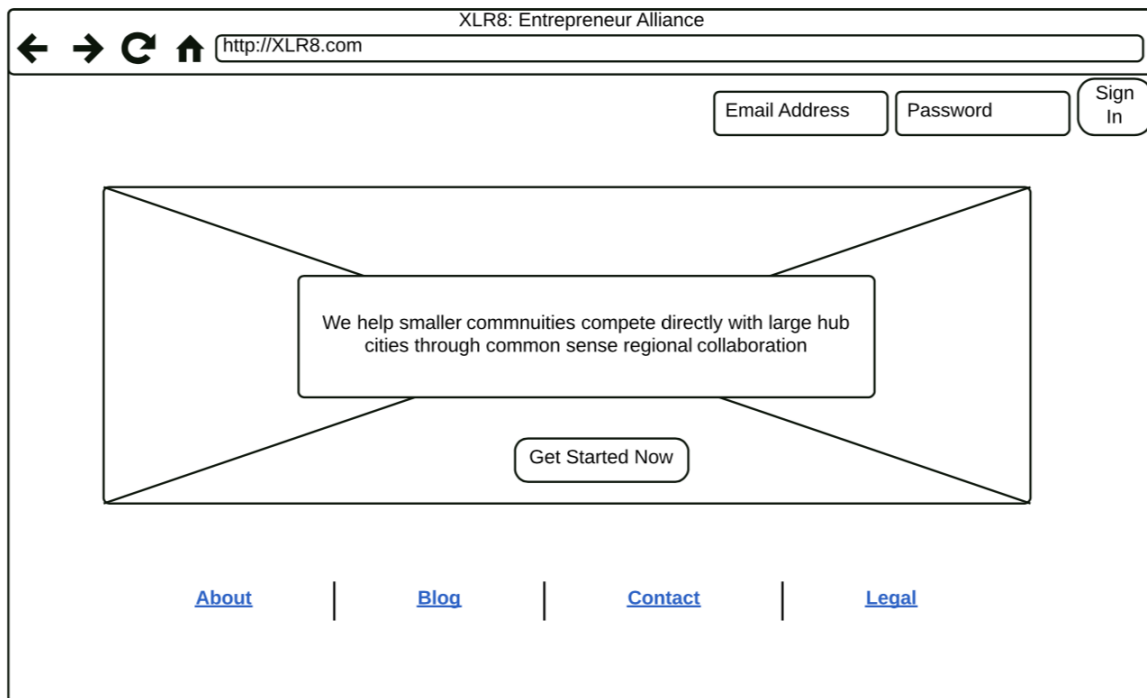 XLR8: Entrepreneur Alliance
http://XLR8.com
Email Address
Password
Sign
In
We help smaller commnuities compete directly with large hub
cities through common sense regional collaboration
Get Started Now
About
Blog
Contact
Legal